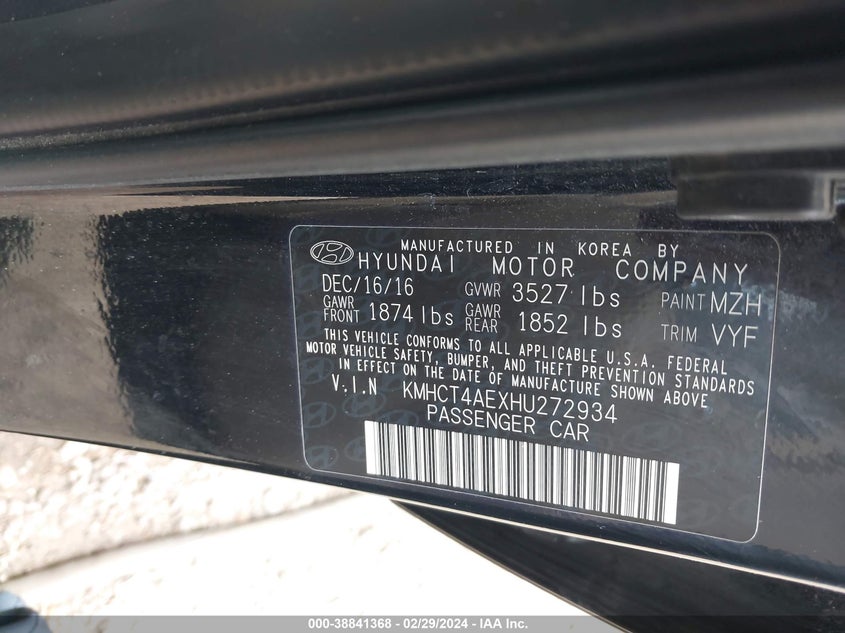 MANUFACTURED IN KOREA BY
HYUNDAI MOTOR COMPANY
DEC/16/16 GVWR 3527 lbs PAINT MZH
GAWR FRONT 1874 lbs GAWR REAR 1852 lbs TRIM VYF
THIS VEHICLE CONFORMS TO ALL APPLICABLE U.S.A. FEDERAL
MOTOR VEHICLE SAFETY, BUMPER, AND THEFT PREVENTION STANDARDS
IN EFFECT ON THE DATE OF MANUFACTURE SHOWN ABOVE
V.I.N KMHCT4AEXHU272934
PASSENGER CAR
000-38841368 - 02/29/2024 - IAA Inc.